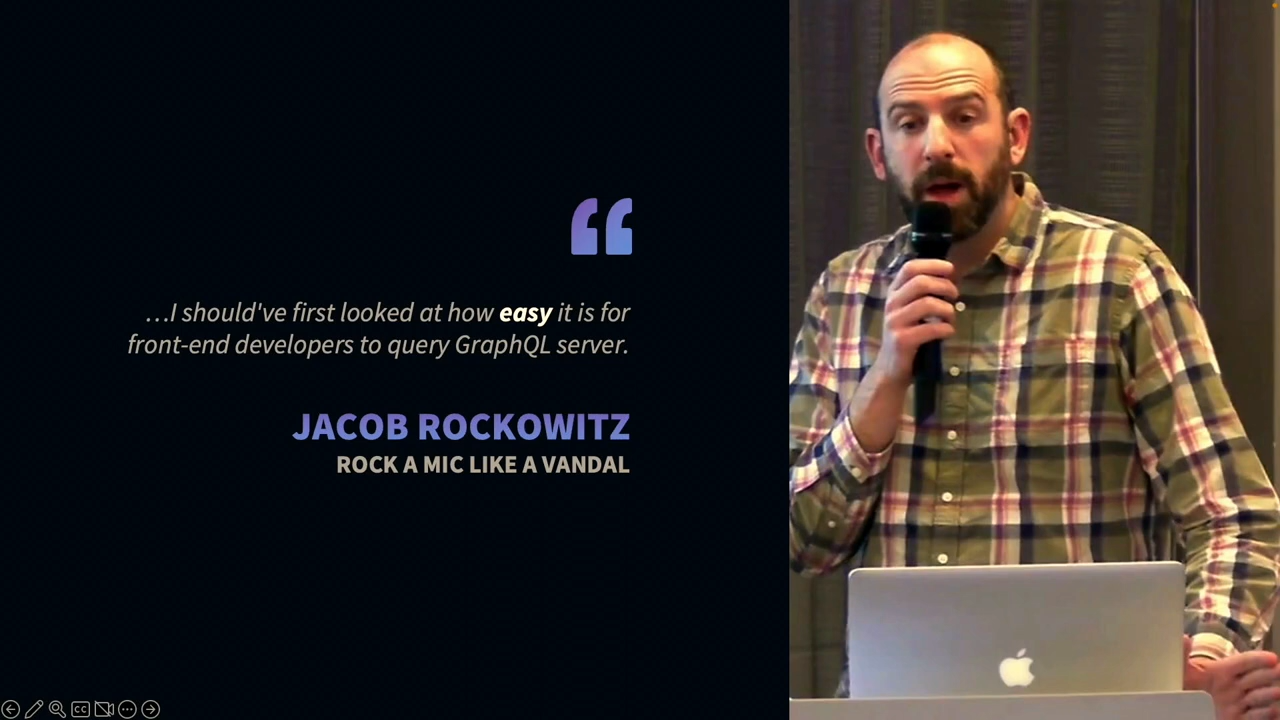 …I should've first looked at how easy it is for
front-end developers to query GraphQL server.
JACOB ROCKOWITZ
ROCK A MIC LIKE A VANDAL
CC